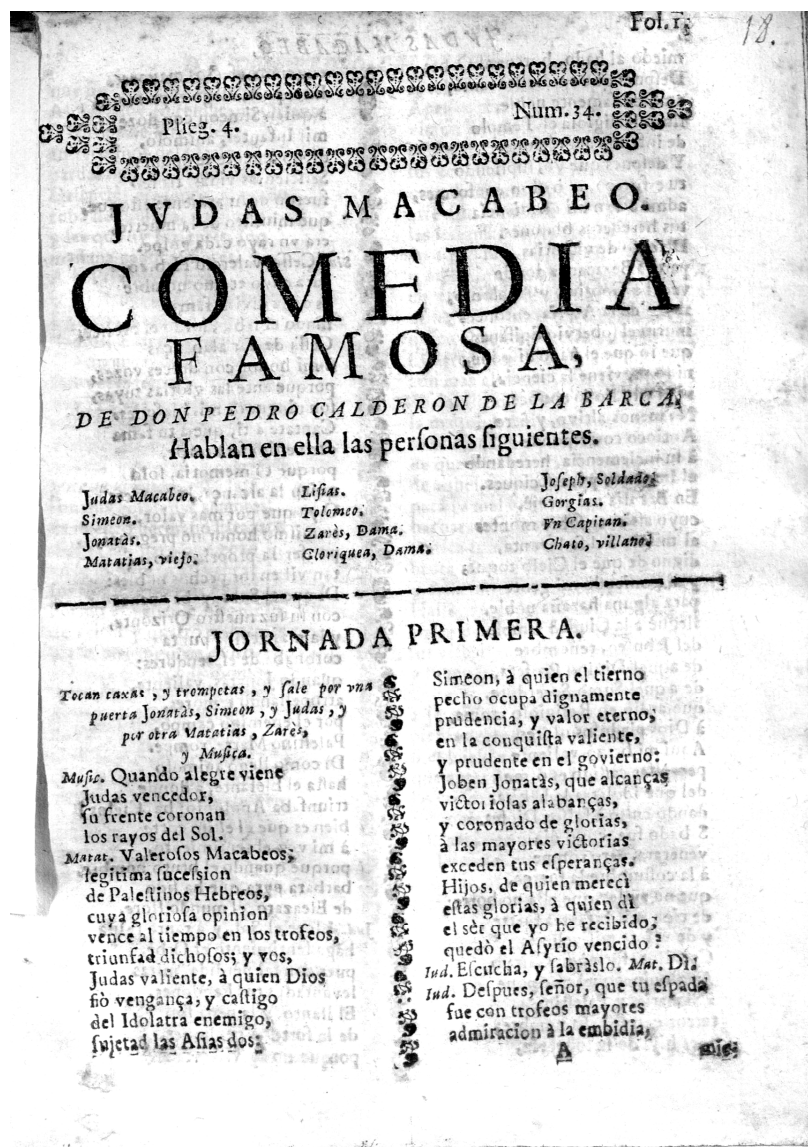 Fol. 1.
18.
Plieg. 4.
Num. 34.
JVDAS MACABEO.
COMEDIA
FAMOSA,
DE DON PEDRO CALDERON DE LA BARCA.
Hablan en ella las perſonas ſiguientes.
Judas Macabeo.
Simeon.
Jonatàs.
Matatias, viejo.
Liſias.
Tolomeo.
Zarès, Dama.
Cloriquea, Dama.
Joſeph, Soldado.
Gorgias.
Vn Capitan.
Chato, villano.
JORNADA PRIMERA.
Tocan caxas, y trompetas, y ſale por vna
puerta Jonatàs, Simeon, y Judas, y
por otra Matatias, Zarès,
y Muſica.
Muſic. Quando alegre viene
Judas vencedor,
ſu frente coronan
los rayos del Sol.
Matat. Valeroſos Macabeos;
legitima ſuceſsion
de Paleſtinos Hebreos,
cuya glorioſa opinion
vence al tiempo en los trofeos,
triunfad dichoſos; y vos,
Judas valiente, à quien Dios
fiò vengança, y caſtigo
del Idolatra enemigo,
ſujetad las Aſias dos:
Simeon, à quien el tierno
pecho ocupa dignamente
prudencia, y valor eterno;
en la conquiſta valiente,
y prudente en el govierno:
Joben Jonatàs, que alcanças
victorioſas alabanças,
y coronado de glorias,
à las mayores victorias
exceden tus eſperanças.
Hijos, de quien merecì
eſtas glorias, à quien dì
el sèr que yo he recibido;
quedò el Aſyrio vencido?
Iud. Eſcucha, y ſabràslo. Mat. Dì.
Iud. Deſpues, ſeñor, que tu eſpada
fue con trofeos mayores
admiracion à la embidia,
A
mie-